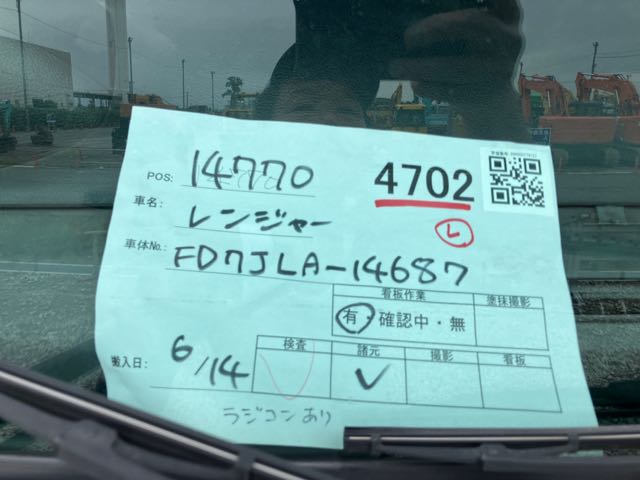 POS: 14770
4702
車名: レンジャー
レ
車体No.: FD7JLA-14687
看板作業 塗抹撮影
有・確認中・無
搬入日: 6/14
検査 諸元 撮影 看板
ラジコンあり